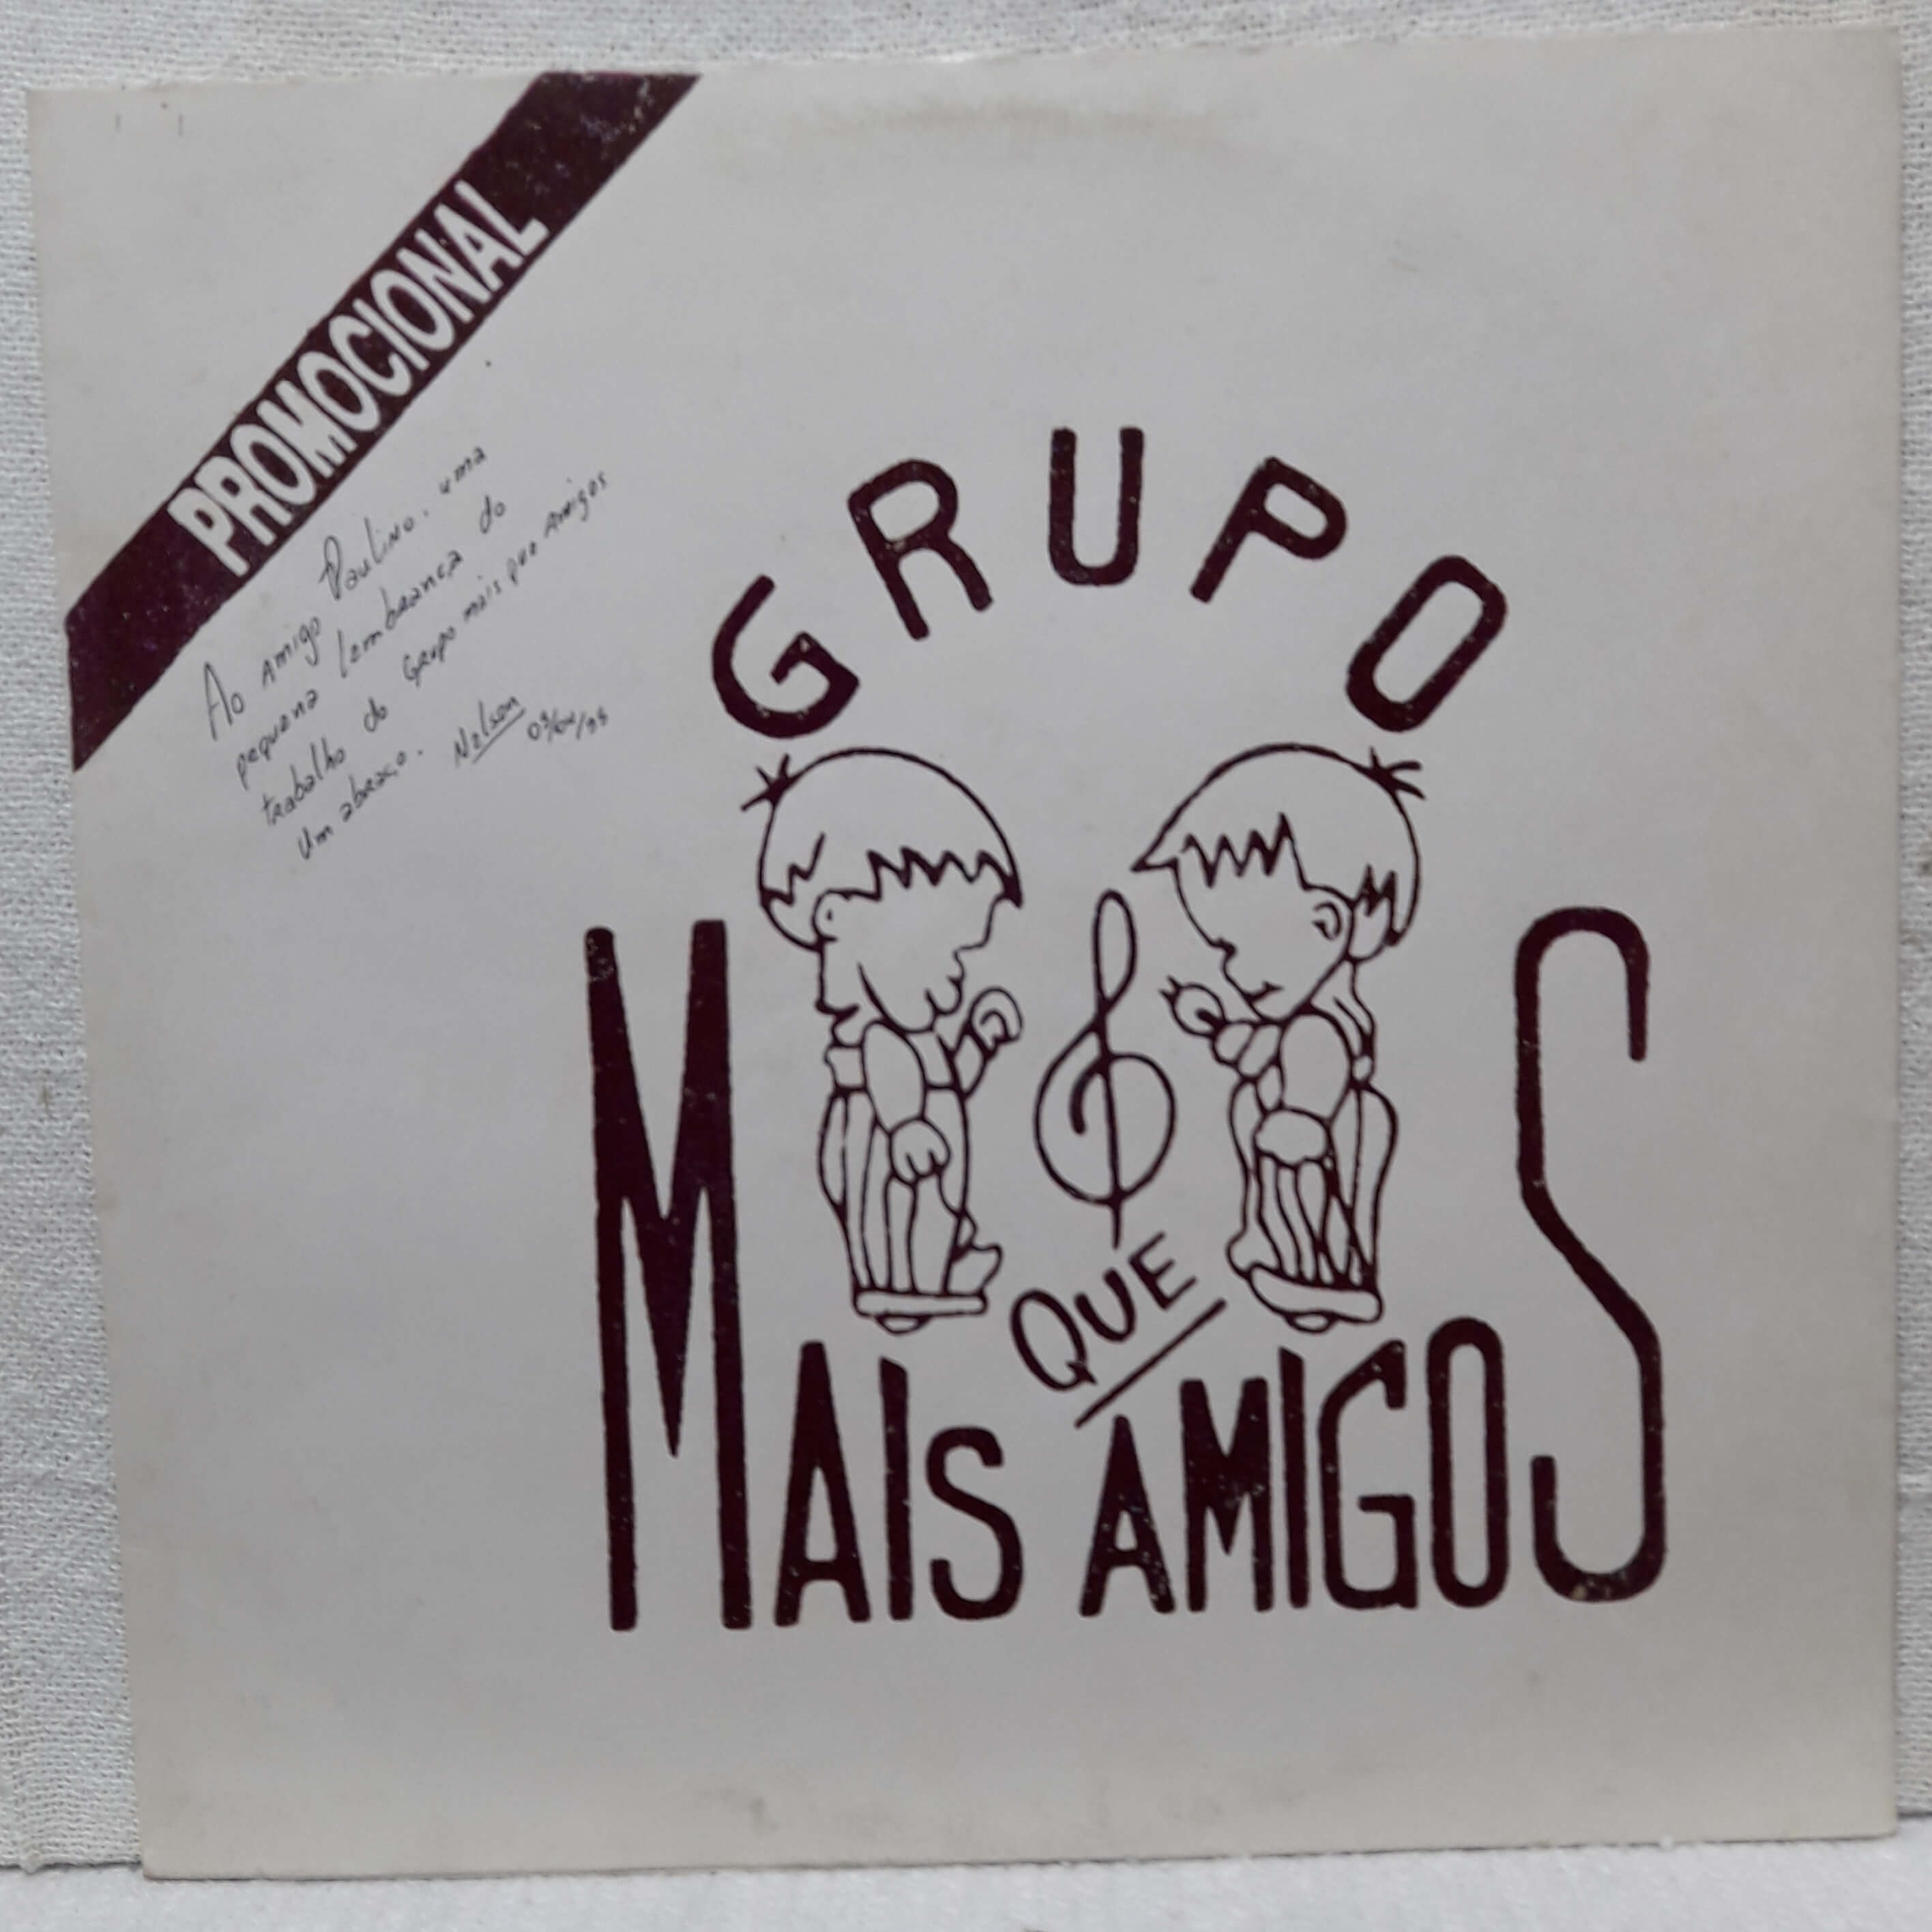 PROMOCIONAL
Ao amigo Paulino. uma
pequena lembrança do
trabalho do Grupo mais que amigos
Um abraço. Nelson
GRUPO
MAIS QUE AMIGOS